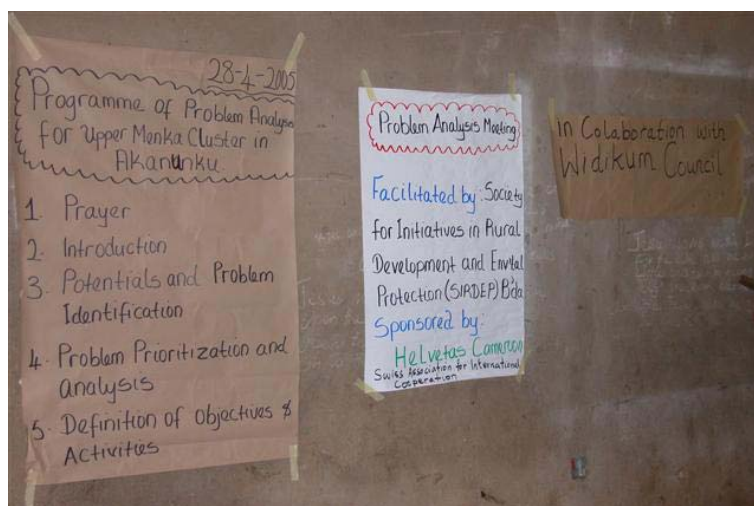 28-4-2005
Programme of Problem Analysis
for Upper Menka Cluster in
Akanunku.
1. Prayer
2. Introduction
3. Potentials and Problem
Identification
4. Problem Prioritization and
analysis
5. Definition of Objectives &
Activities
Problem Analysis Meeting
Facilitated by: Society
for Initiatives in Rural
Development and Envtal
Protection (SIRDEP) B'da
Sponsored by:
Helvetas Cameroon
Swiss Association for International
Cooperation
in Colaboration with
Widikum Council